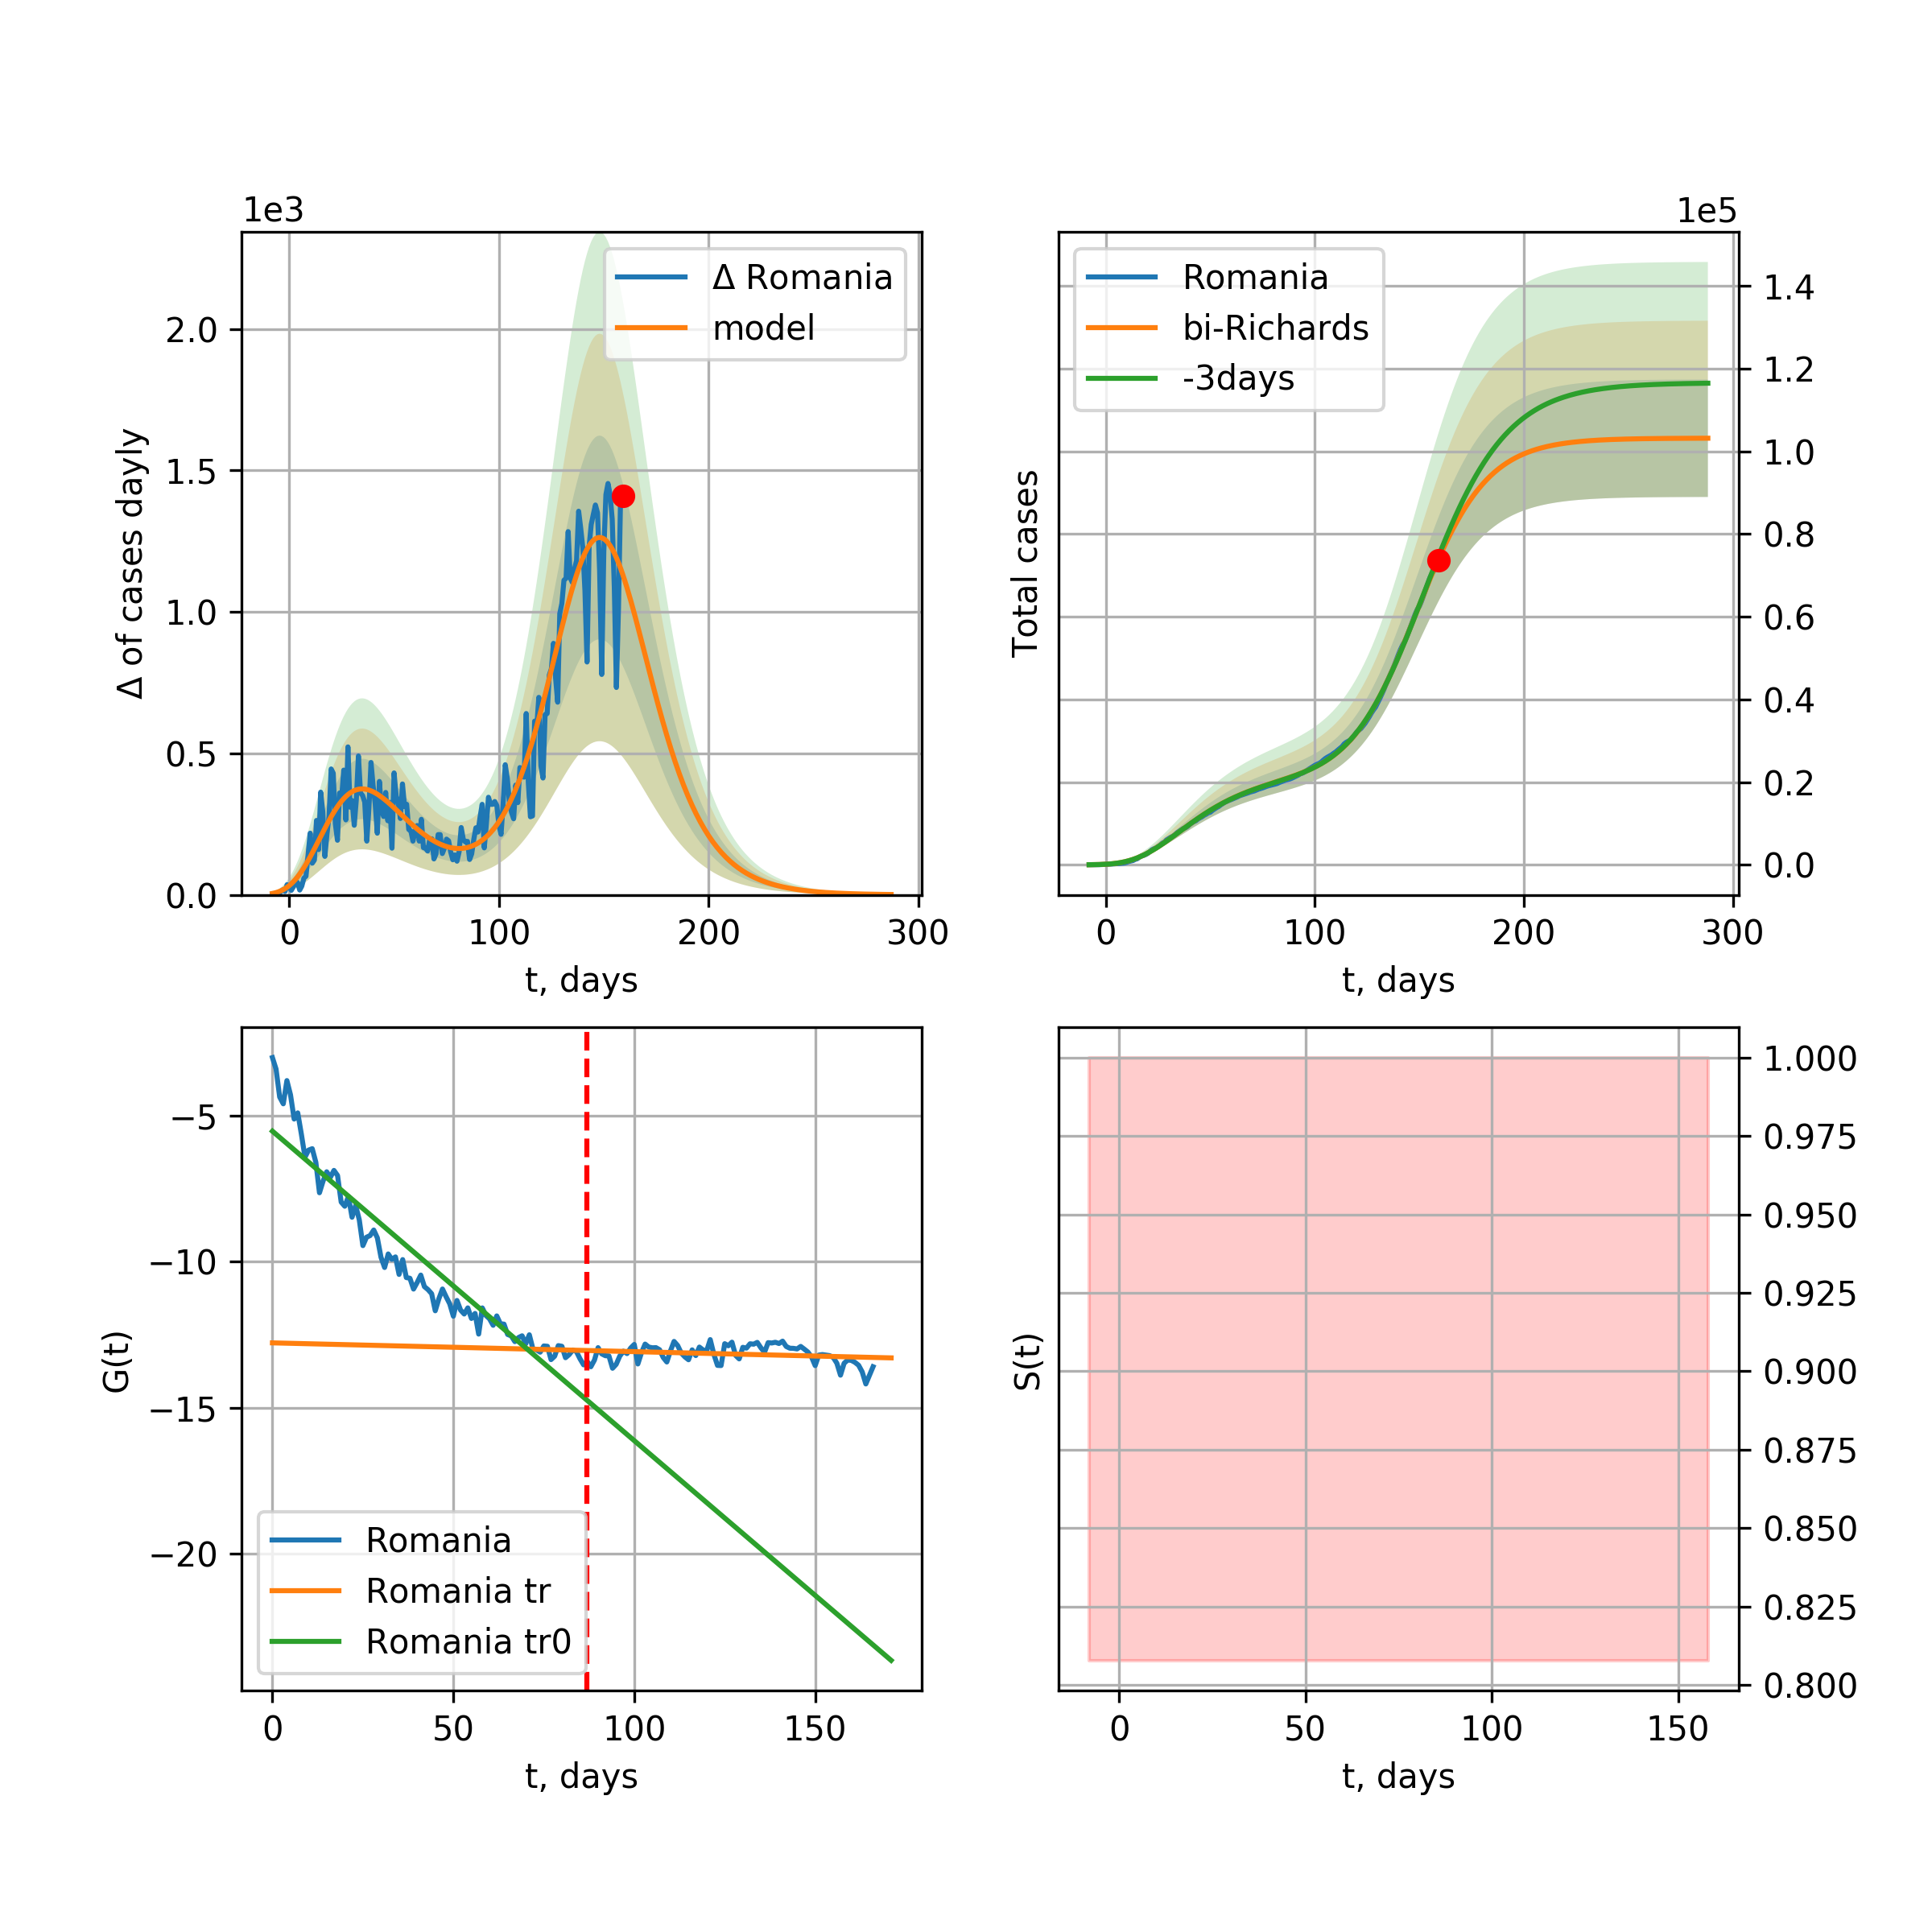 1e3
Δ of cases dayly
2.0
1.5
1.0
0.5
0.0
Δ Romania
model
0 100 200 300
t, days
1e5
Total cases
Romania
bi-Richards
-3days
1.4
1.2
1.0
0.8
0.6
0.4
0.2
0.0
0 100 200 300
t, days
G(t)
−5
−10
−15
−20
Romania
Romania tr
Romania tr0
0 50 100 150
t, days
S(t)
1.000
0.975
0.950
0.925
0.900
0.875
0.850
0.825
0.800
0 50 100 150
t, days